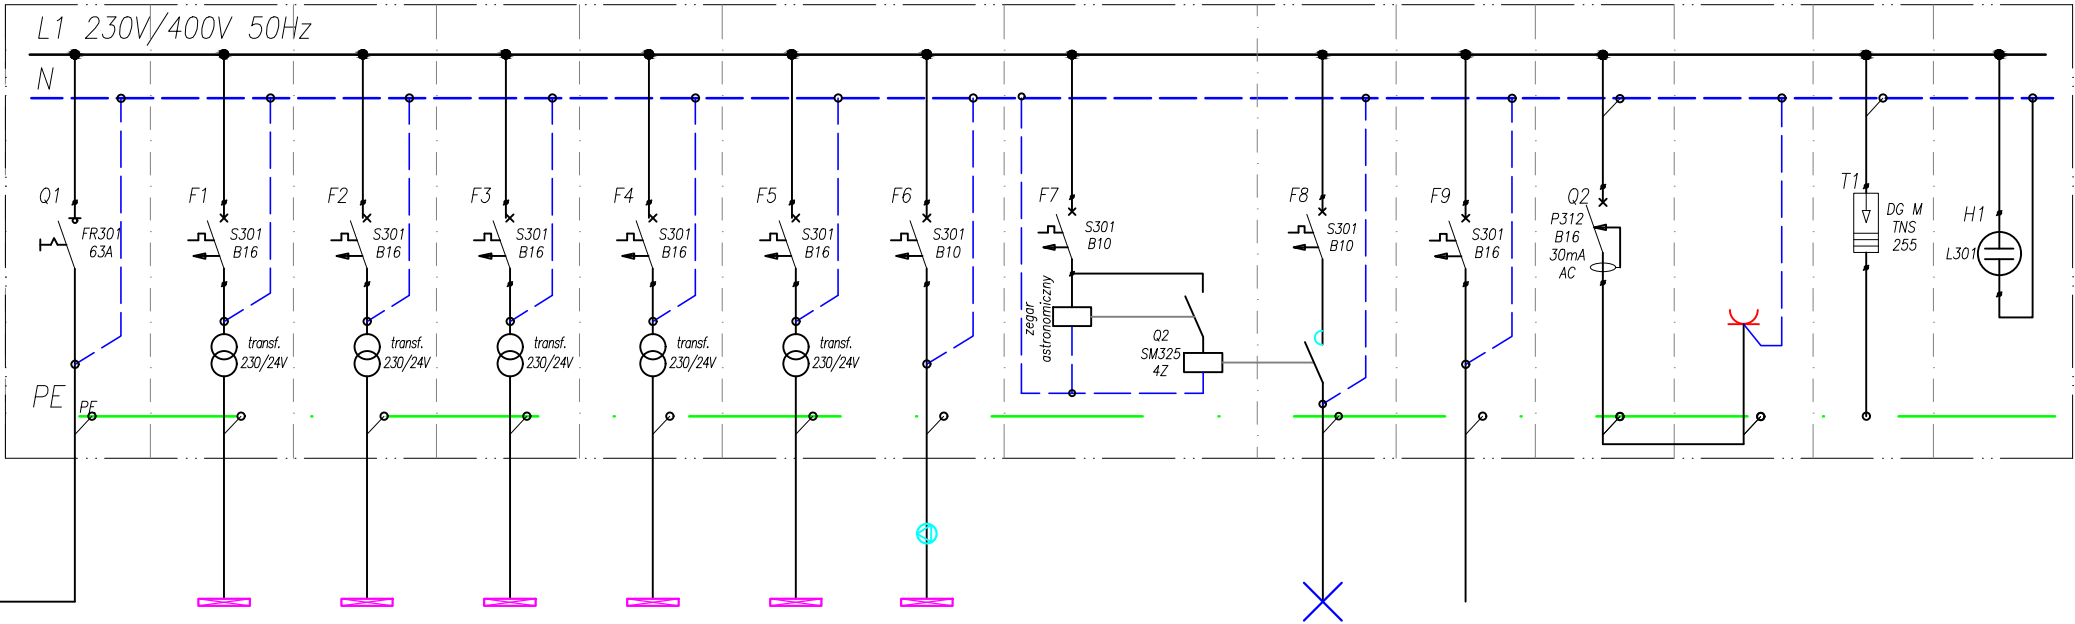 L1 230V/400V 50Hz
N
Q1
FR301
63A
F1
S301
B16
transf.
230/24V
F2
S301
B16
transf.
230/24V
F3
S301
B16
transf.
230/24V
F4
S301
B16
transf.
230/24V
F5
S301
B16
transf.
230/24V
F6
S301
B10
F7
S301
B10
zegar
astronomiczny
Q2
SM325
4Z
F8
S301
B10
F9
S301
B16
Q2
P312
B16
30mA
AC
T1
DG M
TNS
255
H1
L301
PE
PE